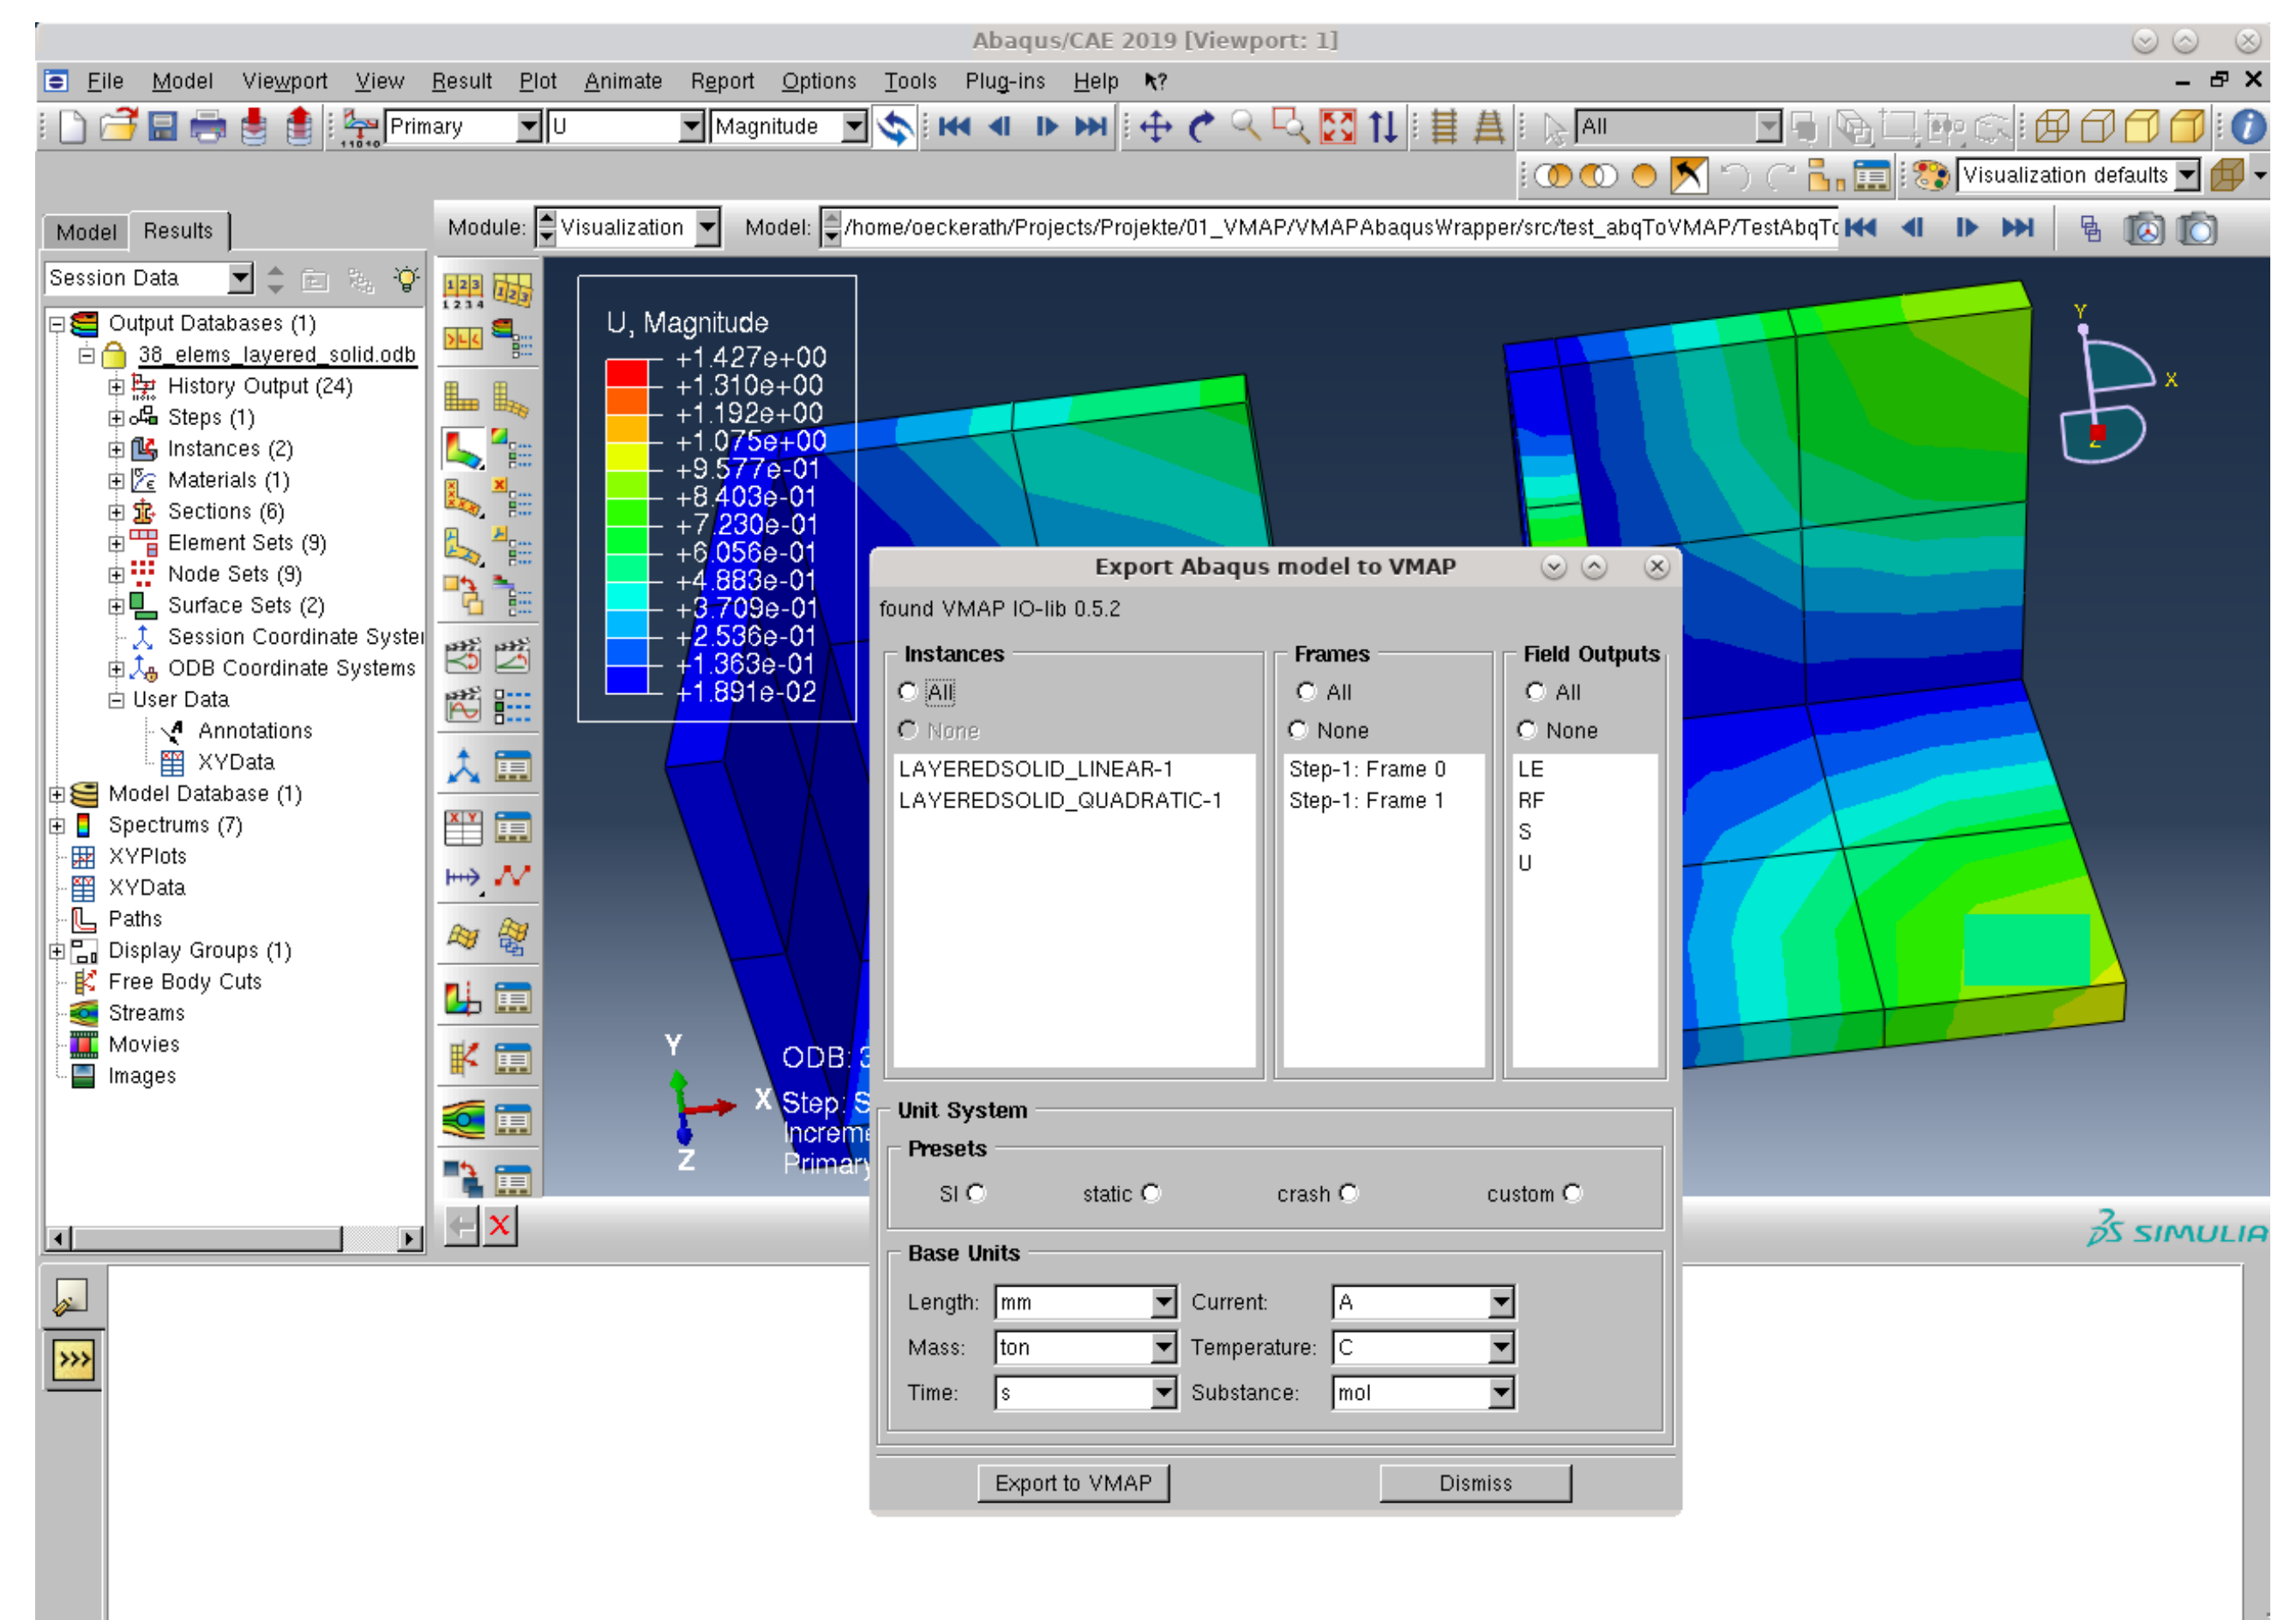 Abaqus/CAE 2019 [Viewport: 1]
File Model Viewport View Result Plot Animate Report Options Tools Plug-ins Help
Primary U Magnitude All
Visualization defaults
Model Results Module: Visualization Model: /home/oeckerath/Projects/Projekte/01_VMAP/VMAPAbaqusWrapper/src/test_abqToVMAP/TestAbqTo
Session Data
Output Databases (1)
38_elems_layered_solid.odb
History Output (24)
Steps (1)
Instances (2)
Materials (1)
Sections (6)
Element Sets (9)
Node Sets (9)
Surface Sets (2)
Session Coordinate Syster
ODB Coordinate Systems
User Data
Annotations
XYData
Model Database (1)
Spectrums (7)
XYPlots
XYData
Paths
Display Groups (1)
Free Body Cuts
Streams
Movies
Images
U, Magnitude
+1.427e+00
+1.310e+00
+1.192e+00
+1.075e+00
+9.577e-01
+8.403e-01
+7.230e-01
+6.056e-01
+4.883e-01
+3.709e-01
+2.536e-01
+1.363e-01
+1.891e-02
Y
X
Z
Y
X
Z
ODB: 3
Step: S
Increme
Primary
Export Abaqus model to VMAP
found VMAP IO-lib 0.5.2
Instances Frames Field Outputs
All All All
None None None
LAYEREDSOLID_LINEAR-1 Step-1: Frame 0 LE
LAYEREDSOLID_QUADRATIC-1 Step-1: Frame 1 RF
S
U
Unit System
Presets
SI static crash custom
Base Units
Length: mm Current: A
Mass: ton Temperature: C
Time: s Substance: mol
Export to VMAP Dismiss
SIMULIA
>>>